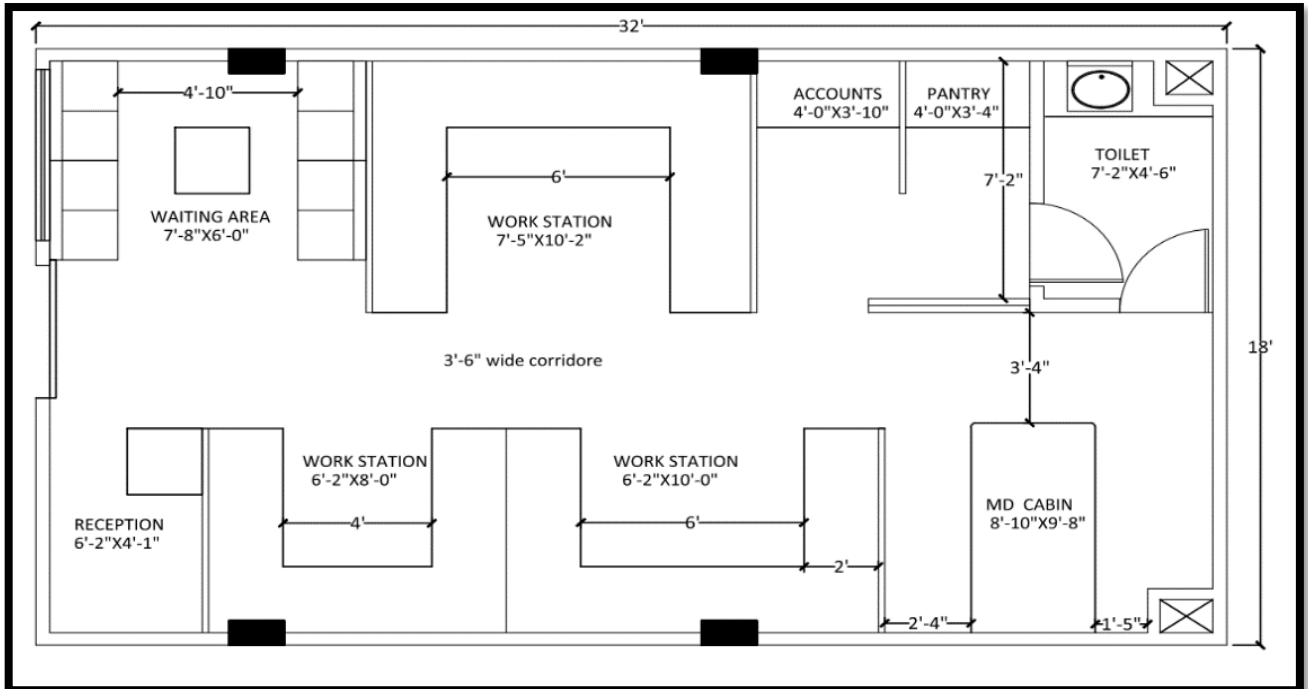 32'
4'-10"
ACCOUNTS
4'-0"X3'-10"
PANTRY
4'-0"X3'-4"
TOILET
7'-2"X4'-6"
6'
7'-2"
WAITING AREA
7'-8"X6'-0"
WORK STATION
7'-5"X10'-2"
3'-6" wide corridore
3'-4"
18'
WORK STATION
6'-2"X8'-0"
WORK STATION
6'-2"X10'-0"
MD CABIN
8'-10"X9'-8"
RECEPTION
6'-2"X4'-1"
4'
6'
2'
2'-4"
1'-5"